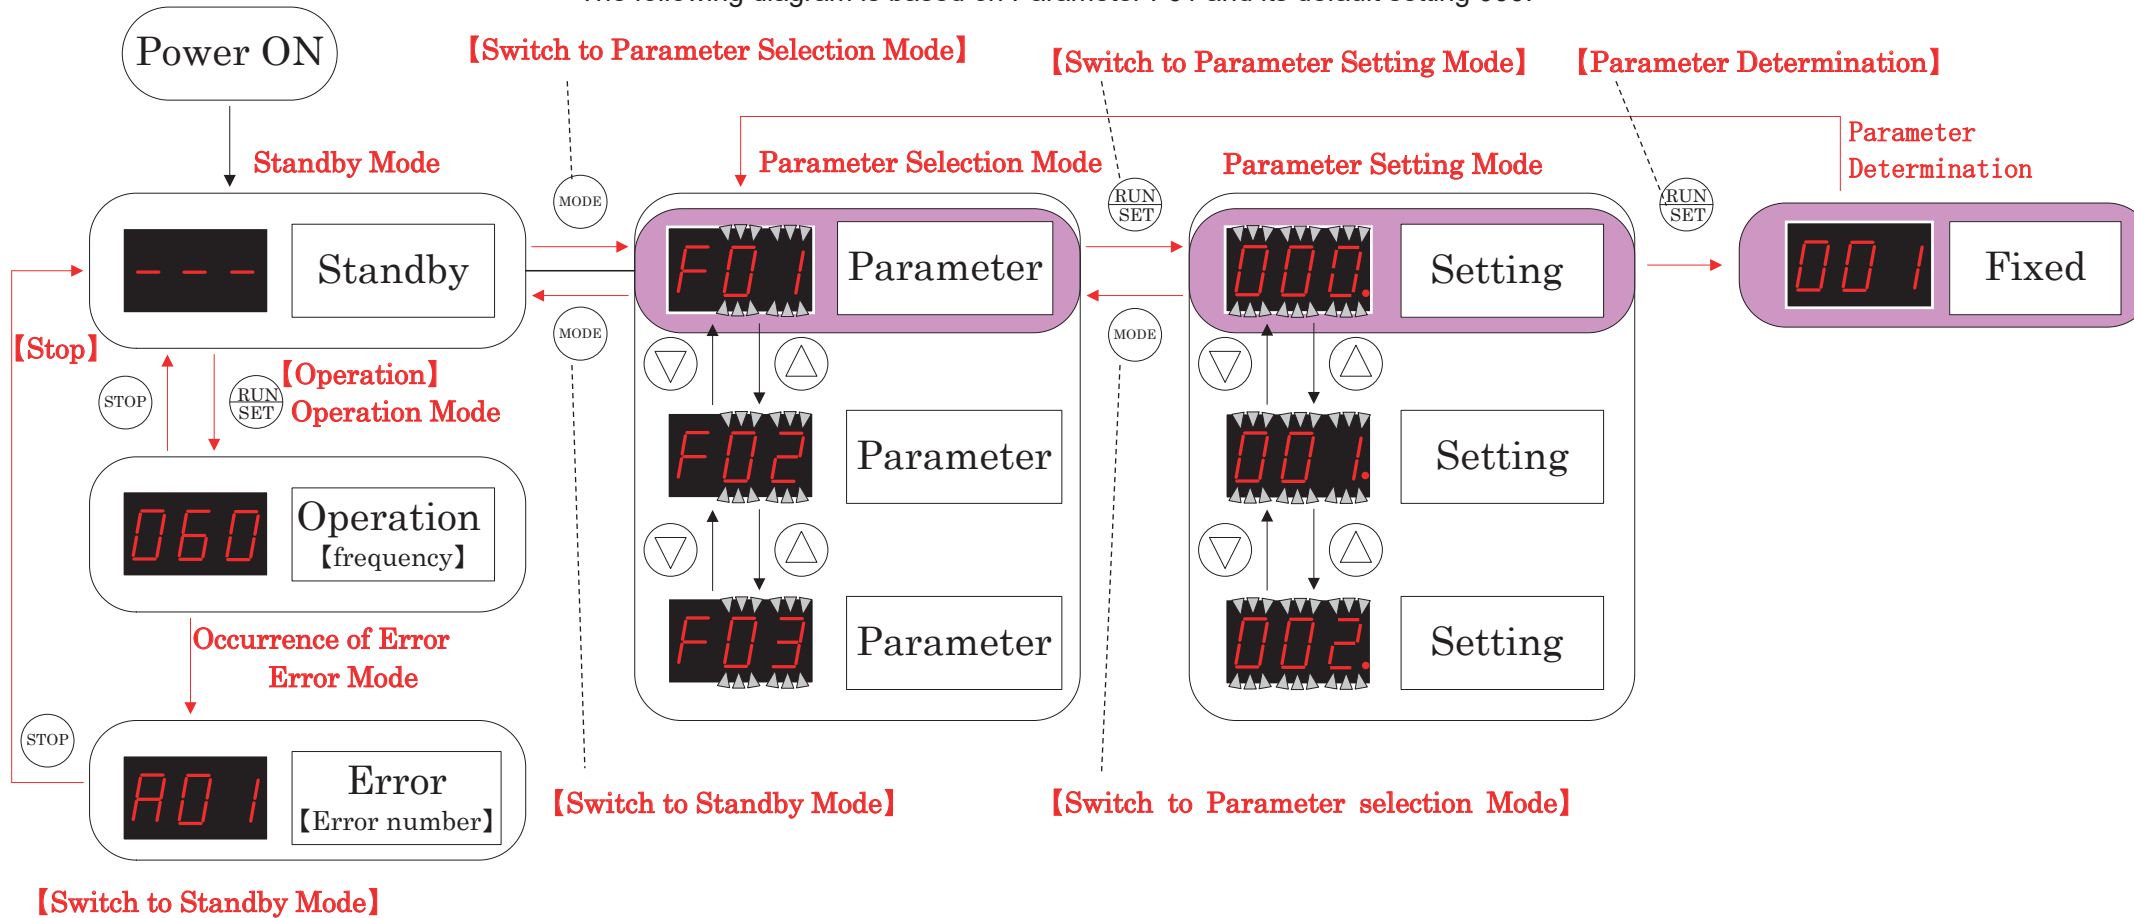 Power ON
【Switch to Parameter Selection Mode】
【Switch to Parameter Setting Mode】
【Parameter Determination】
Parameter
Determination
Standby Mode
Parameter Selection Mode
Parameter Setting Mode
MODE
RUN
SET
RUN
SET
- - -
Standby
F01
Parameter
000.
Setting
001
Fixed
MODE
MODE
【Stop】
STOP
RUN
SET
【Operation】
Operation Mode
F02
Parameter
001.
Setting
060
Operation
【frequency】
F03
Parameter
002.
Setting
Occurrence of Error
Error Mode
STOP
A01
Error
【Error number】
【Switch to Standby Mode】
【Switch to Parameter selection Mode】
【Switch to Standby Mode】